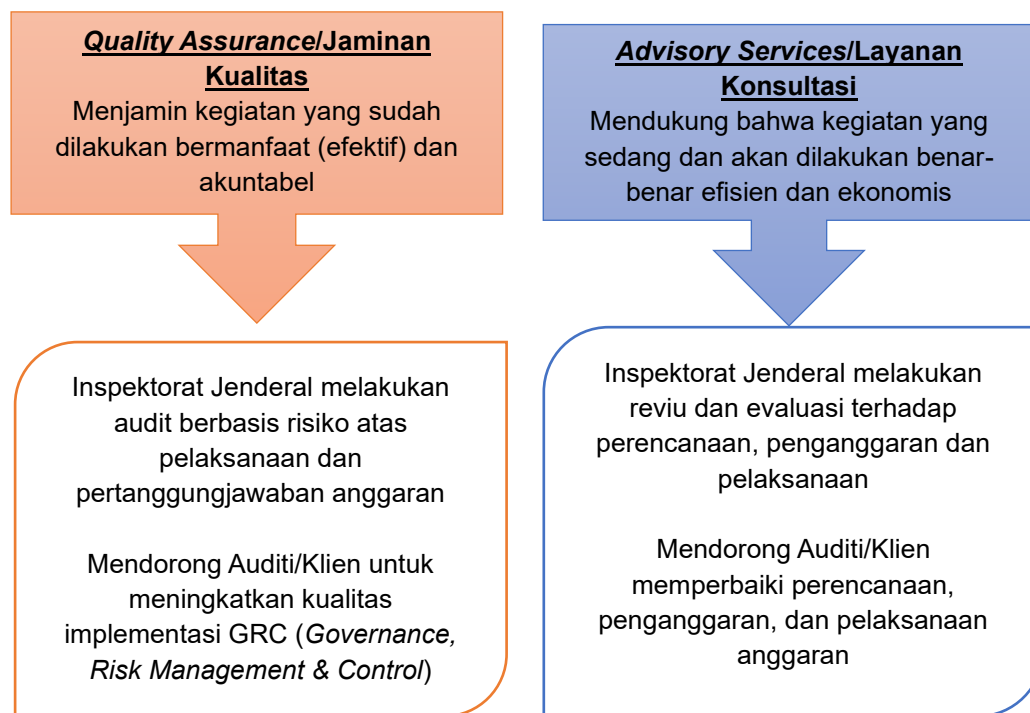 Quality Assurance/Jaminan
Kualitas
Menjamin kegiatan yang sudah
dilakukan bermanfaat (efektif) dan
akuntabel
Inspektorat Jenderal melakukan
audit berbasis risiko atas
pelaksanaan dan
pertanggungjawaban anggaran
Mendorong Auditi/Klien untuk
meningkatkan kualitas
implementasi GRC (Governance,
Risk Management & Control)
Advisory Services/Layanan
Konsultasi
Mendukung bahwa kegiatan yang
sedang dan akan dilakukan benar-
benar efisien dan ekonomis
Inspektorat Jenderal melakukan
reviu dan evaluasi terhadap
perencanaan, penganggaran dan
pelaksanaan
Mendorong Auditi/Klien
memperbaiki perencanaan,
penganggaran, dan pelaksanaan
anggaran